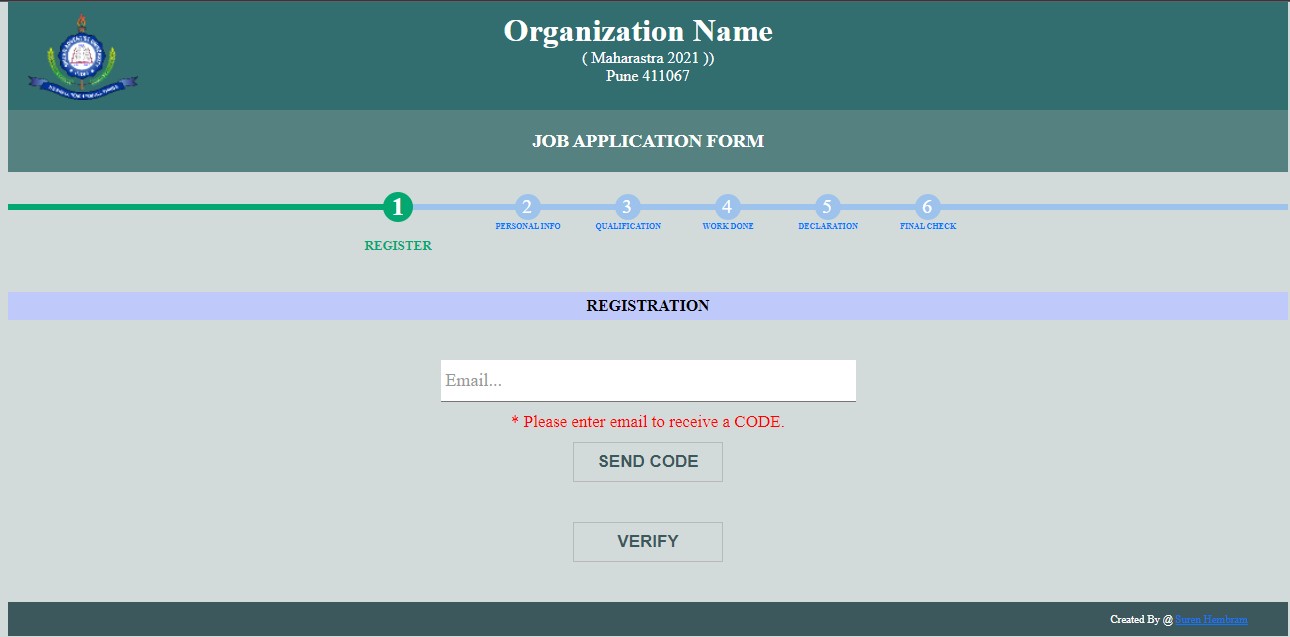 Organization Name
( Maharastra 2021 ))
Pune 411067
JOB APPLICATION FORM
1
2
3
4
5
6
PERSONAL INFO
QUALIFICATION
WORK DONE
DECLARATION
FINAL CHECK
REGISTER
REGISTRATION
Email...
* Please enter email to receive a CODE.
SEND CODE
VERIFY
Created By @ Suren Hembram